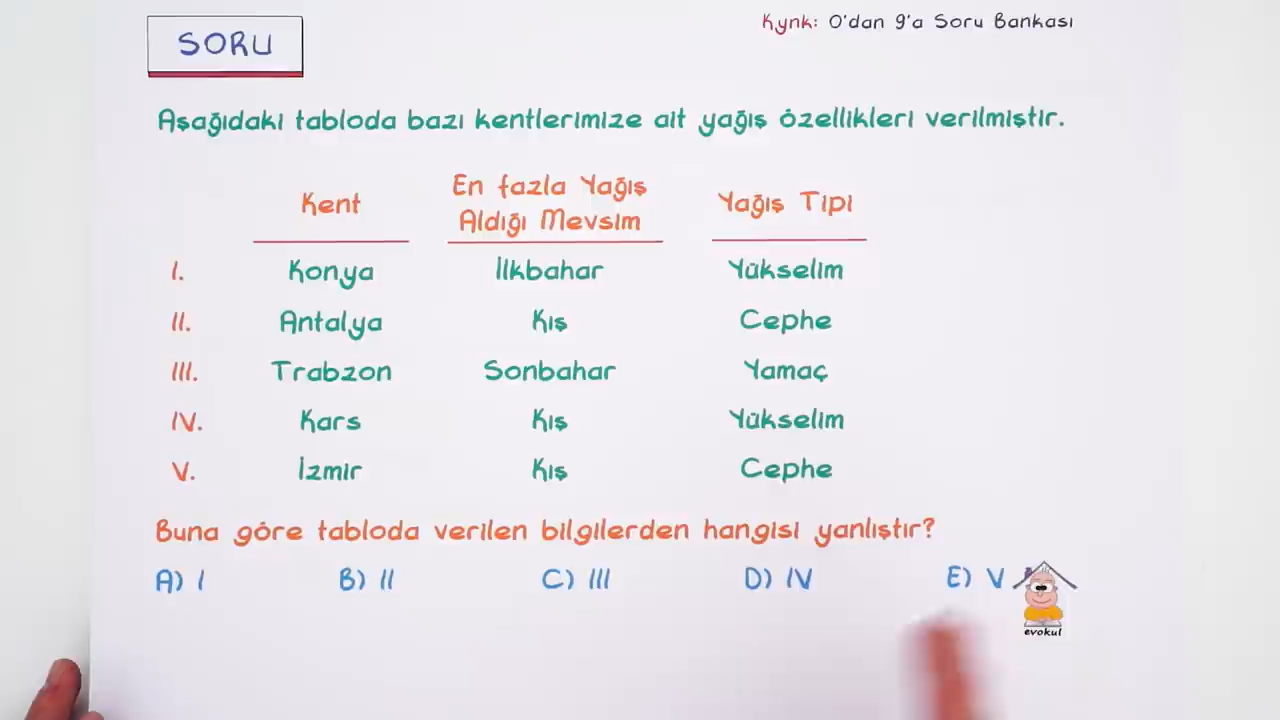 SORU
Kynk: 0'dan 9'a Soru Bankası
Aşağıdaki tabloda bazı kentlerimize ait yağış özellikleri verilmiştir.
Kent En fazla Yağış Aldığı Mevsim Yağış Tipi
I. Konya İlkbahar Yükselim
II. Antalya Kış Cephe
III. Trabzon Sonbahar Yamaç
IV. Kars Kış Yükselim
V. İzmir Kış Cephe
Buna göre tabloda verilen bilgilerden hangisi yanlıştır?
A) I B) II C) III D) IV E) V
evokul